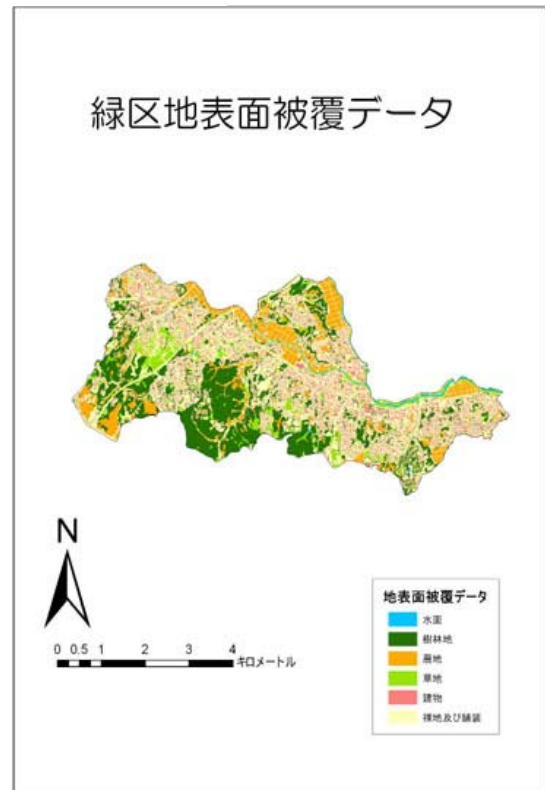 緑区地表面被覆データ
N
0 0.5 1 2 3 4
キロメートル
地表面被覆データ
水面
樹林地
農地
草地
建物
裸地及び舗装